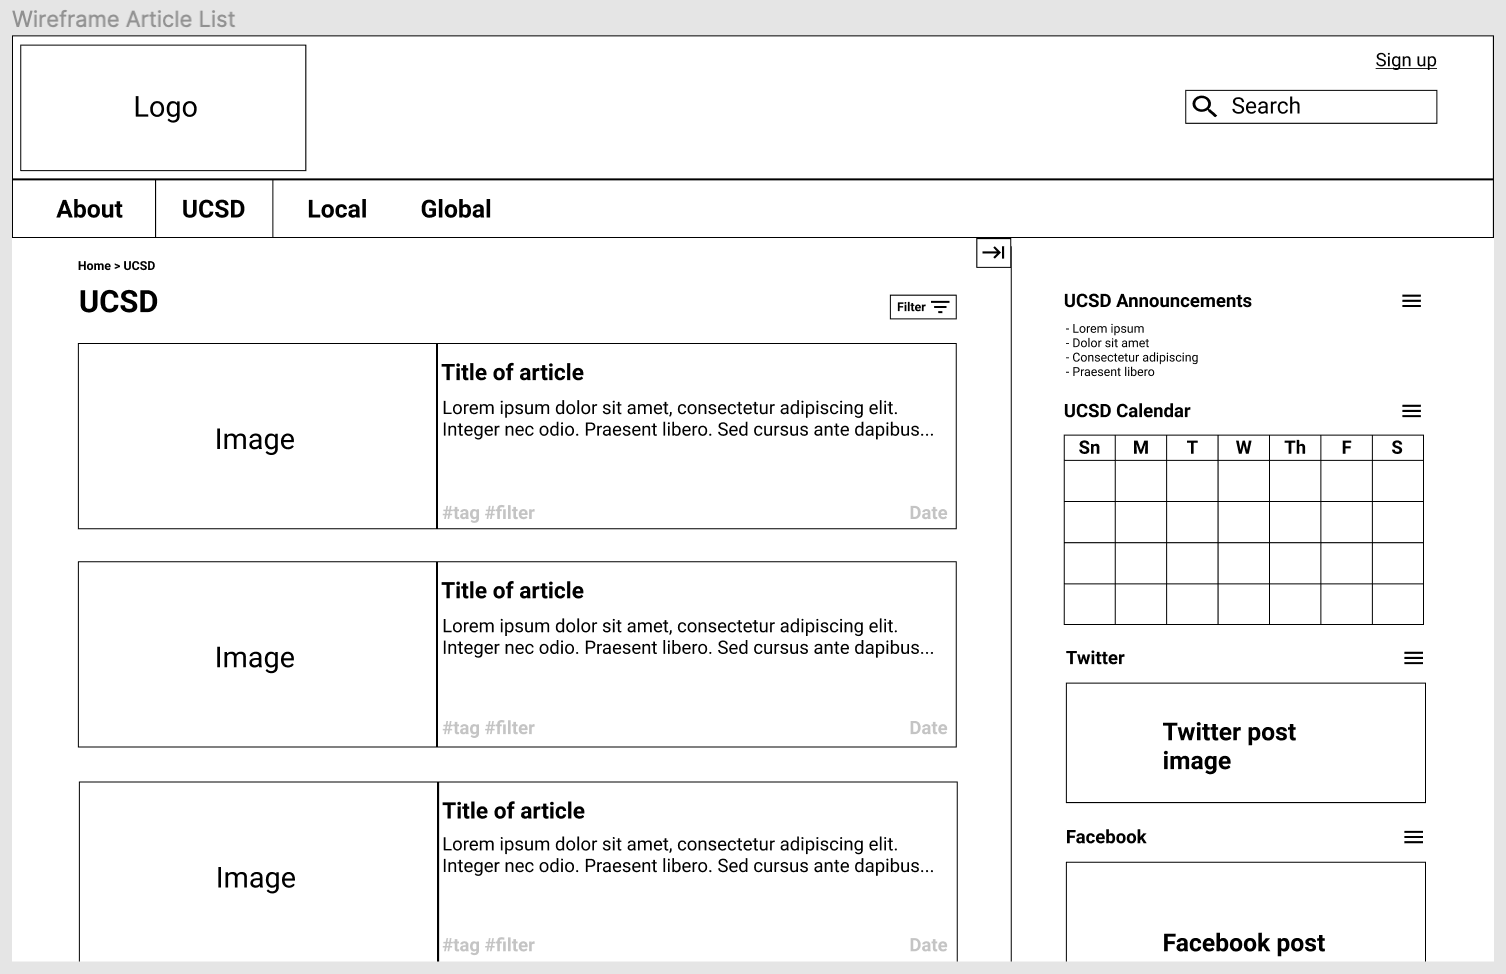 Wireframe Article List
Logo
Sign up
Search
About
UCSD
Local
Global
Home > UCSD
UCSD
Filter
Image
Title of article
Lorem ipsum dolor sit amet, consectetur adipiscing elit.
Integer nec odio. Praesent libero. Sed cursus ante dapibus...
#tag #filter
Date
Image
Title of article
Lorem ipsum dolor sit amet, consectetur adipiscing elit.
Integer nec odio. Praesent libero. Sed cursus ante dapibus...
#tag #filter
Date
Image
Title of article
Lorem ipsum dolor sit amet, consectetur adipiscing elit.
Integer nec odio. Praesent libero. Sed cursus ante dapibus...
#tag #filter
Date
UCSD Announcements
- Lorem ipsum
- Dolor sit amet
- Consectetur adipiscing
- Praesent libero
UCSD Calendar
Sn M T W Th F S
Twitter
Twitter post
image
Facebook
Facebook post